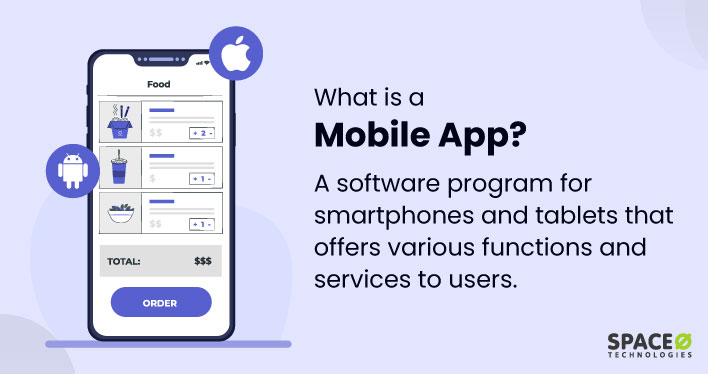 Food
$$
+ 2 -
$
+ 1 -
$$
+ 1 -
TOTAL: $$$
ORDER
What is a
Mobile App?
A software program for
smartphones and tablets that
offers various functions and
services to users.
SPACEO
TECHNOLOGIES